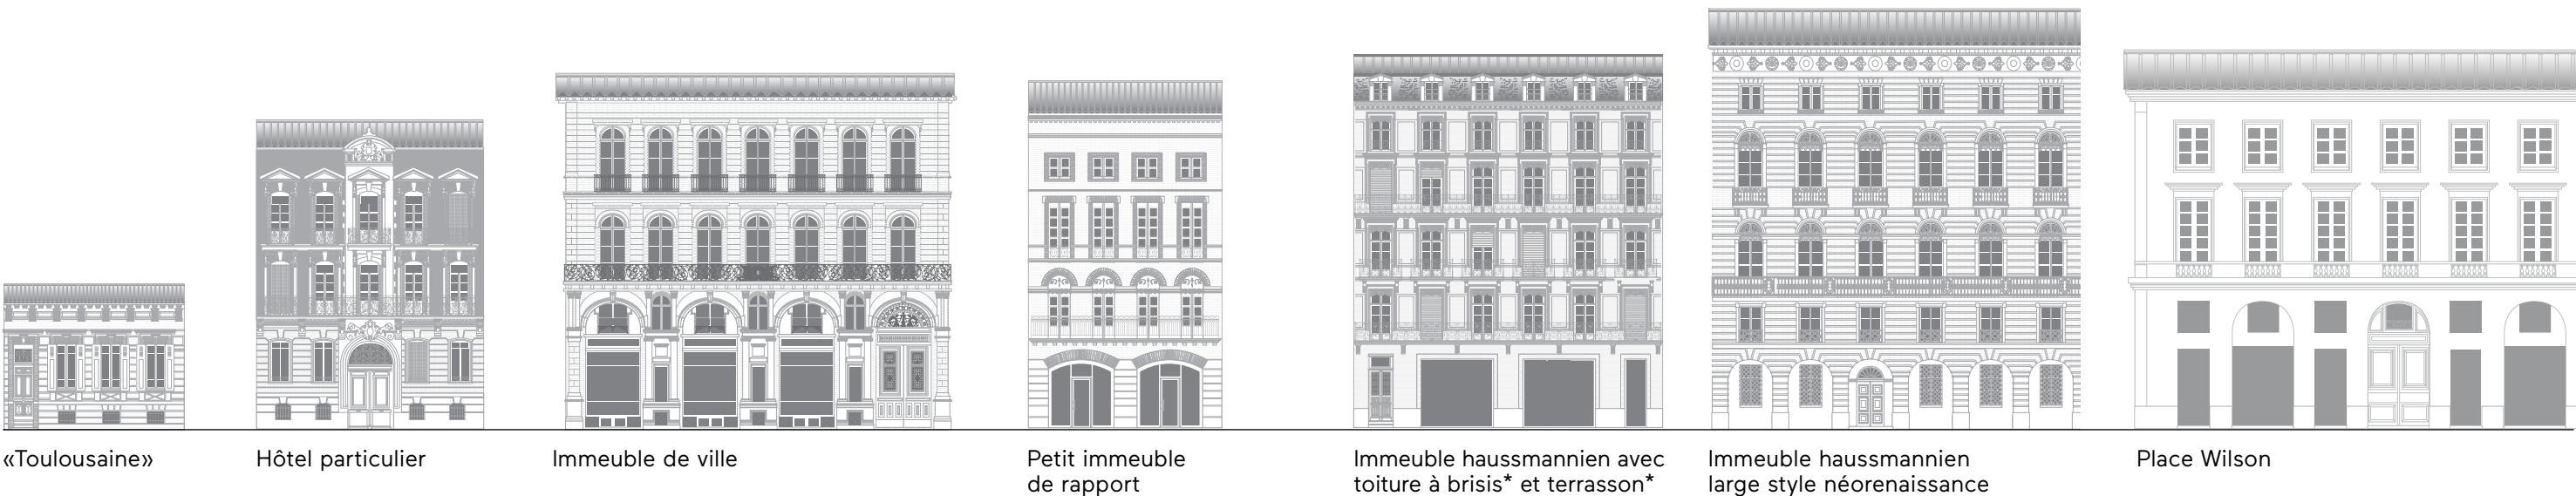 «Toulousaine»
Hôtel particulier
Immeuble de ville
Petit immeuble
de rapport
Immeuble haussmannien avec
toiture à brisis* et terrasson*
Immeuble haussmannien
large style néorenaissance
Place Wilson